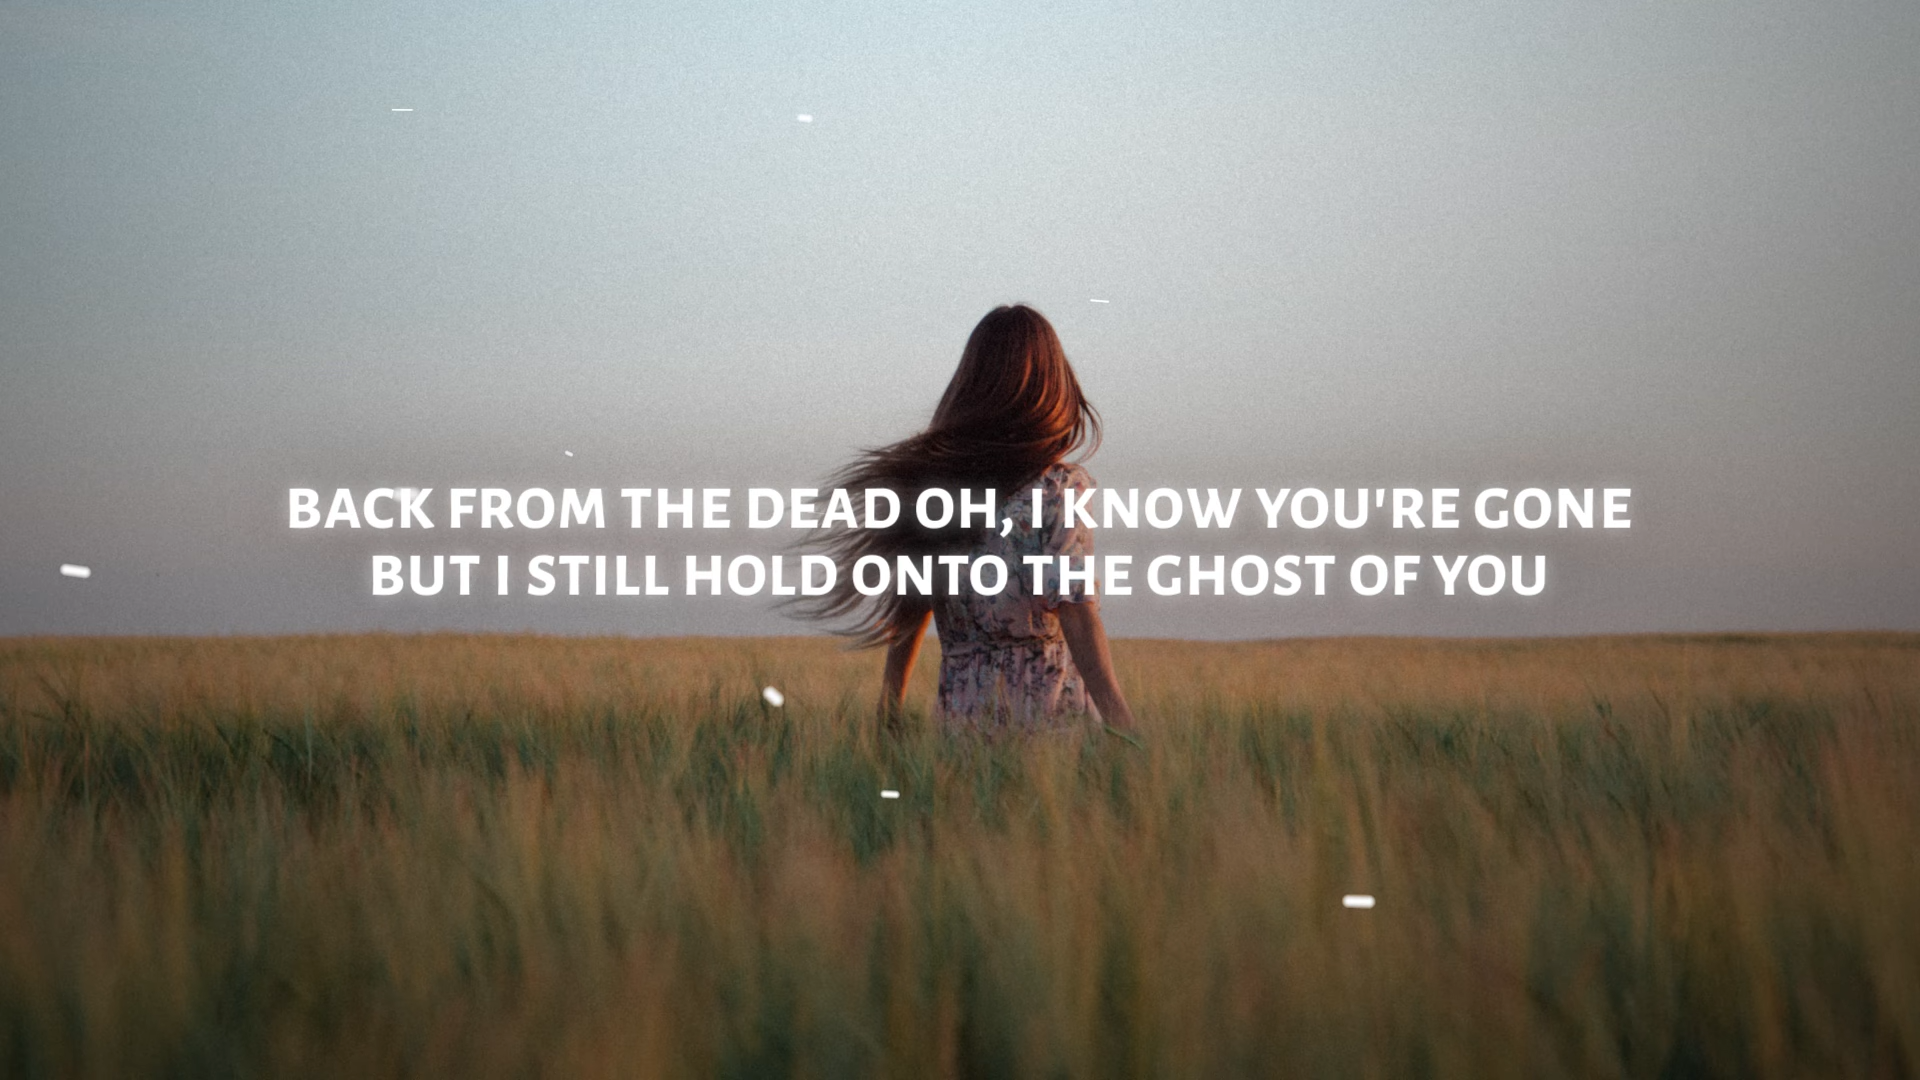 BACK FROM THE DEAD OH, I KNOW YOU'RE GONE
BUT I STILL HOLD ONTO THE GHOST OF YOU